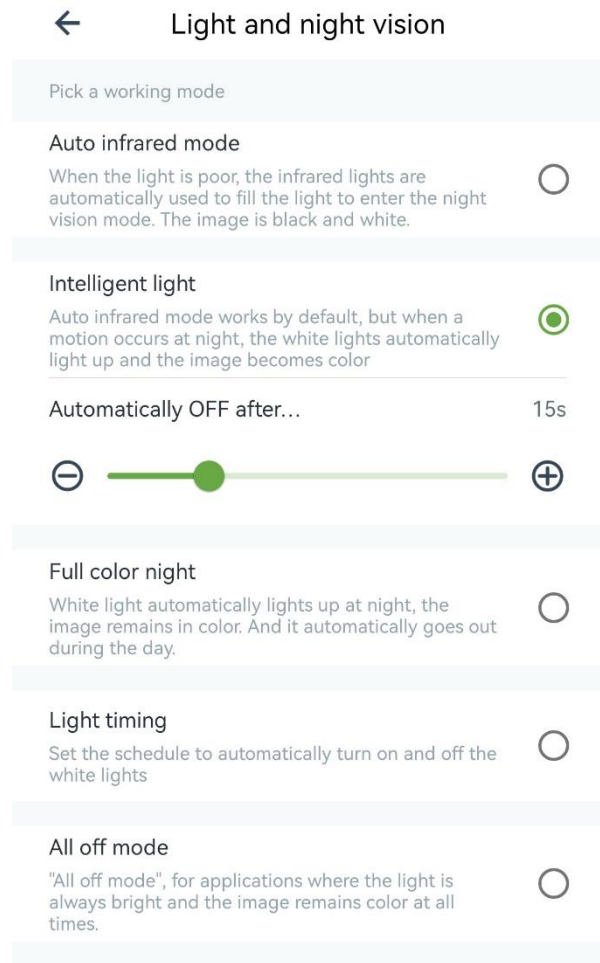 Light and night vision
Pick a working mode
Auto infrared mode
When the light is poor, the infrared lights are
automatically used to fill the light to enter the night
vision mode. The image is black and white.
Intelligent light
Auto infrared mode works by default, but when a
motion occurs at night, the white lights automatically
light up and the image becomes color
Automatically OFF after...
15s
Full color night
White light automatically lights up at night, the
image remains in color. And it automatically goes out
during the day.
Light timing
Set the schedule to automatically turn on and off the
white lights
All off mode
"All off mode", for applications where the light is
always bright and the image remains color at all
times.